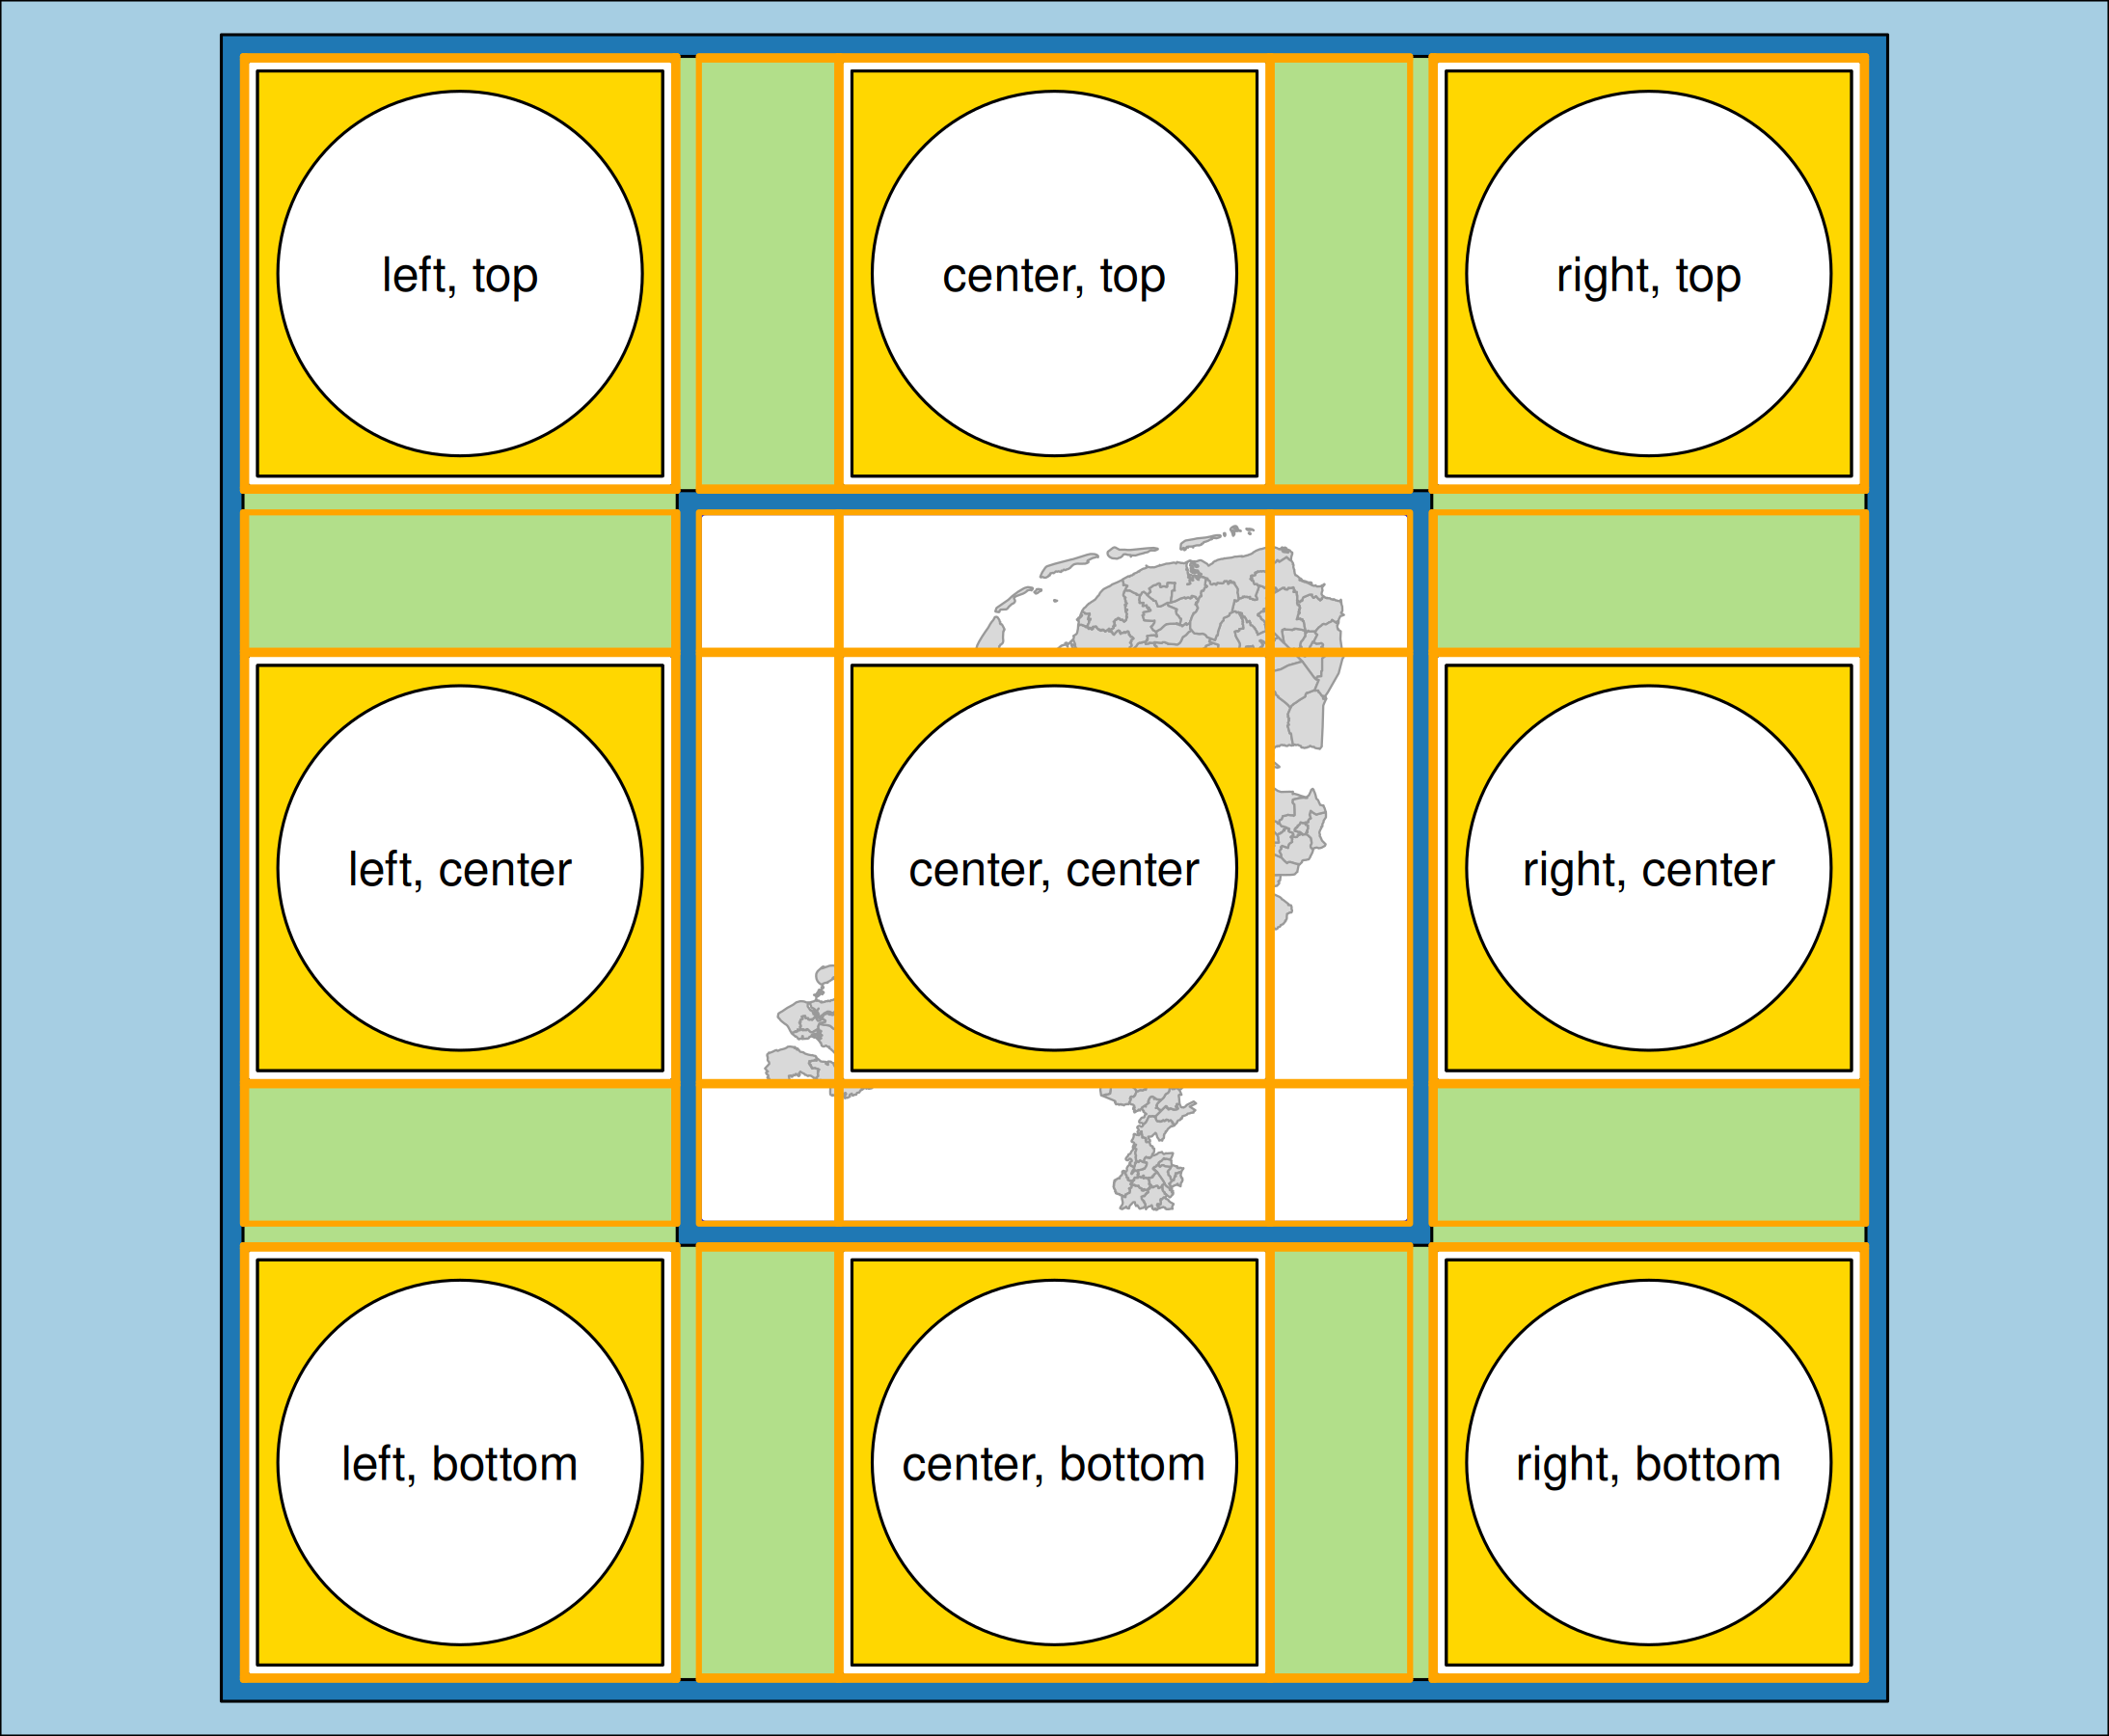 left, top
center, top
right, top
left, center
center, center
right, center
left, bottom
center, bottom
right, bottom